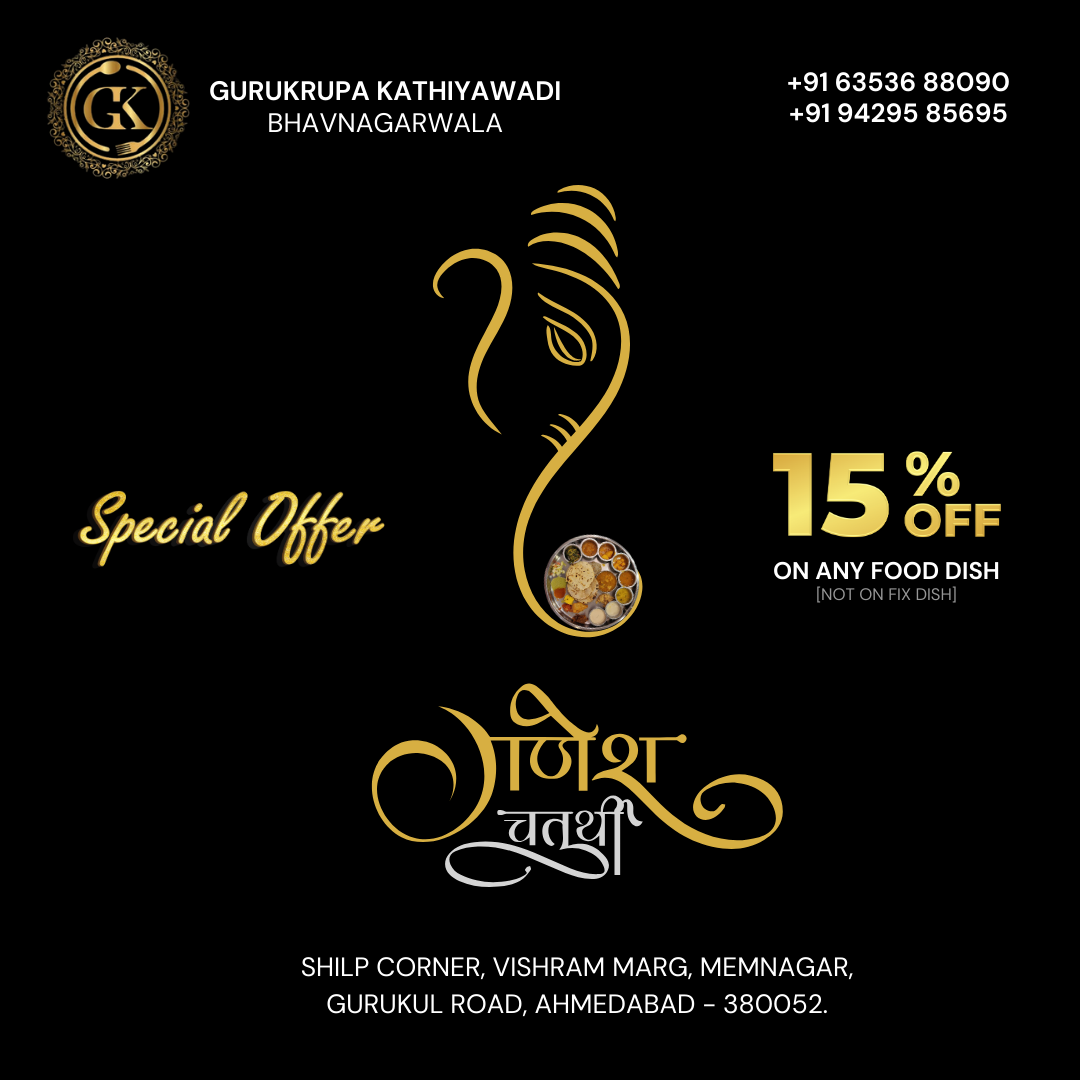 GK
GURUKRUPA KATHIYAWADI
BHAVNAGARWALA
+91 63536 88090
+91 94295 85695
Special Offer
15% OFF
ON ANY FOOD DISH
[NOT ON FIX DISH]
गणेश
चतुर्थी
SHILP CORNER, VISHRAM MARG, MEMNAGAR,
GURUKUL ROAD, AHMEDABAD - 380052.